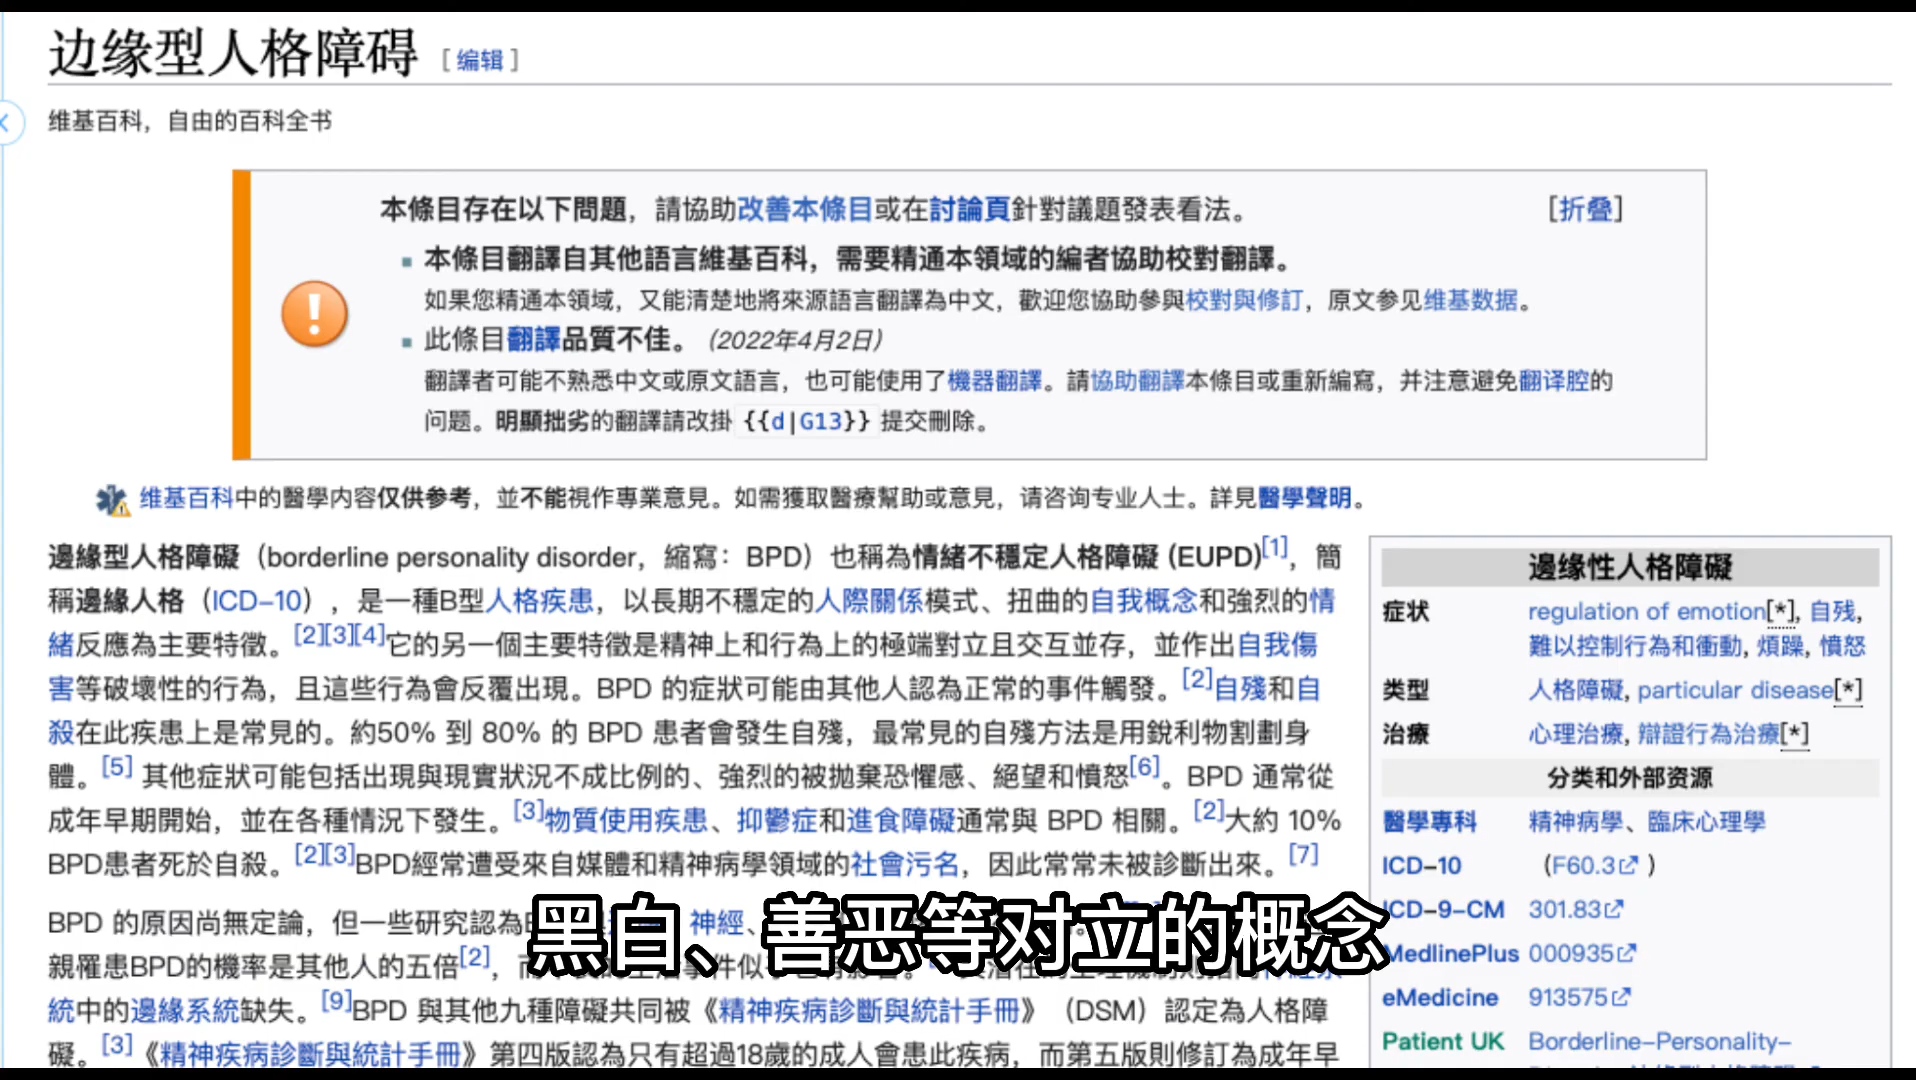 边缘型人格障碍 [ 编辑 ]
维基百科，自由的百科全书
本條目存在以下問題，請協助改善本條目或在討論頁針對議題發表看法。 [折叠]
本條目翻譯自其他語言維基百科，需要精通本領域的編者協助校對翻譯。
如果您精通本領域，又能清楚地將來源語言翻譯為中文，歡迎您協助參與校對與修訂，原文参见维基数据。
此條目翻譯品質不佳。 (2022年4月2日)
翻譯者可能不熟悉中文或原文語言，也可能使用了機器翻譯。請協助翻譯本條目或重新編寫，并注意避免翻译腔的
问题。明顯拙劣的翻譯請改掛 {{d|G13}} 提交刪除。
维基百科中的醫學内容仅供参考，並不能視作專業意見。如需獲取醫療幫助或意見，请咨询专业人士。詳見醫學聲明。
邊緣型人格障礙（borderline personality disorder，縮寫：BPD）也稱為情緒不穩定人格障礙 (EUPD)[1]，簡
稱邊緣人格（ICD-10），是一種B型人格疾患，以長期不穩定的人際關係模式、扭曲的自我概念和強烈的情
緒反應為主要特徵。[2][3][4]它的另一個主要特徵是精神上和行為上的極端對立且交互並存，並作出自我傷
害等破壞性的行為，且這些行為會反覆出現。BPD 的症狀可能由其他人認為正常的事件觸發。[2]自殘和自
殺在此疾患上是常見的。約50% 到 80% 的 BPD 患者會發生自殘，最常見的自殘方法是用銳利物割劃身
體。[5] 其他症狀可能包括出現與現實狀況不成比例的、強烈的被拋棄恐懼感、絕望和憤怒[6]。BPD 通常從
成年早期開始，並在各種情況下發生。[3]物質使用疾患、抑鬱症和進食障礙通常與 BPD 相關。[2]大約 10%
BPD患者死於自殺。[2][3]BPD經常遭受來自媒體和精神病學領域的社會污名，因此常常未被診斷出來。[7]
BPD 的原因尚無定論，但一些研究認為 神經、
親罹患BPD的機率是其他人的五倍[2]，
統中的邊緣系統缺失。[9]BPD 與其他九種障礙共同被《精神疾病診斷與統計手冊》（DSM）認定為人格障
礙。[3]《精神疾病診斷與統計手冊》第四版認為只有超過18歲的成人會患此疾病，而第五版則修訂為成年早
邊缘性人格障礙
症状 regulation of emotion[*], 自残,
難以控制行為和衝動, 煩躁, 憤怒
类型 人格障礙, particular disease[*]
治療 心理治療, 辯證行為治療[*]
分类和外部资源
醫學專科 精神病學、臨床心理學
ICD-10 （F60.3 ）
ICD-9-CM 301.83
MedlinePlus 000935
eMedicine 913575
Patient UK Borderline-Personality-
黑白、善恶等对立的概念